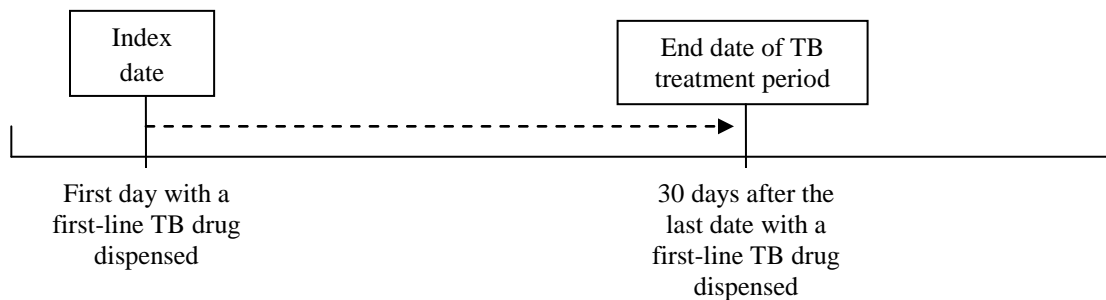 Index
date
End date of TB
treatment period
First day with a
first-line TB drug
dispensed
30 days after the
last date with a
first-line TB drug
dispensed